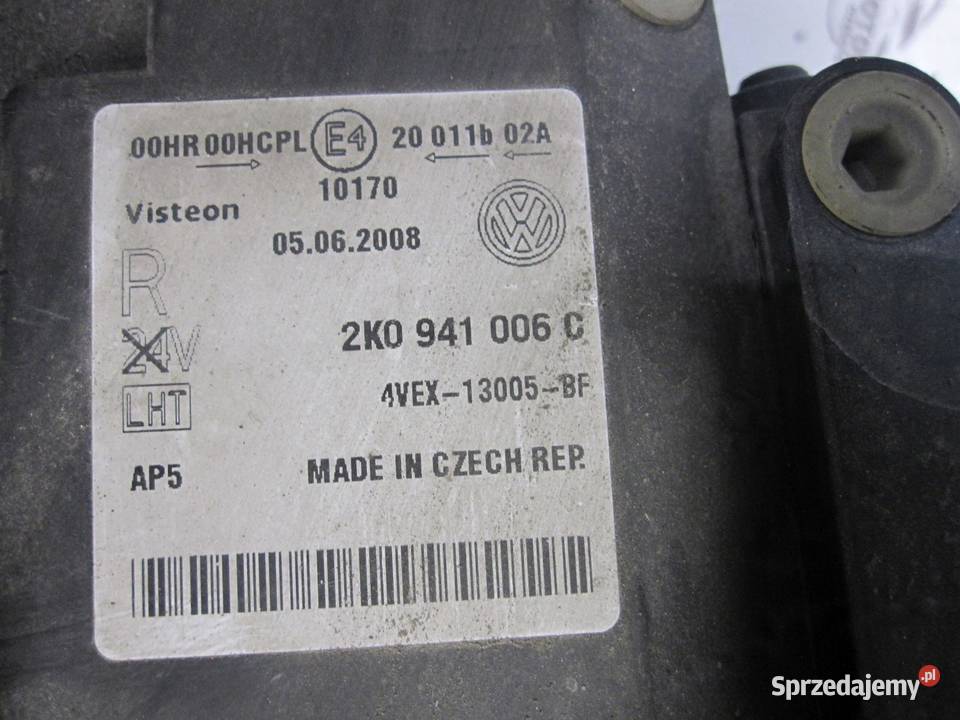 00HR 00HCPL E4 20 011b 02A
10170
Visteon
05.06.2008
R
24V
2K0 941 006 C
LHT
4VEX-13005-BF
AP5
MADE IN CZECH REP.
Sprzedajemy.pl